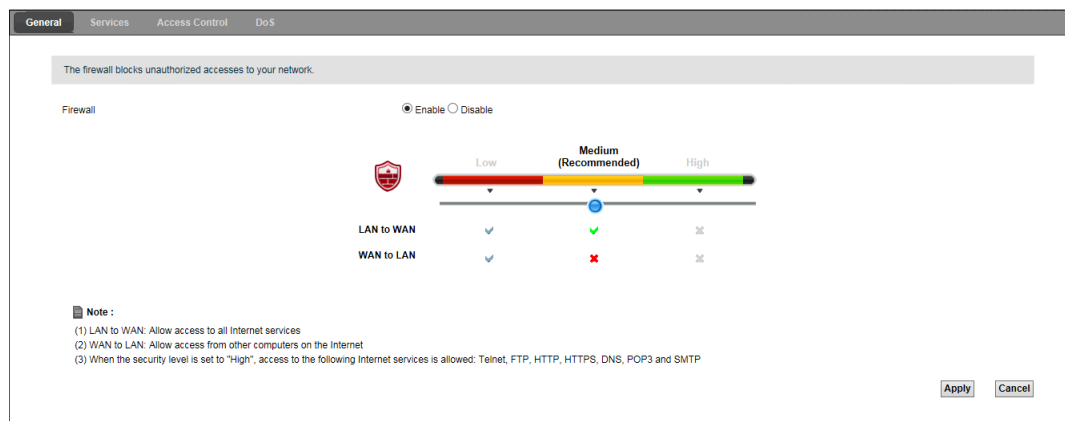 General Services Access Control DoS
The firewall blocks unauthorized accesses to your network.
Firewall Enable Disable
Low Medium (Recommended) High
LAN to WAN
WAN to LAN
Note :
(1) LAN to WAN: Allow access to all Internet services
(2) WAN to LAN: Allow access from other computers on the Internet
(3) When the security level is set to "High", access to the following Internet services is allowed: Telnet, FTP, HTTP, HTTPS, DNS, POP3 and SMTP
Apply Cancel